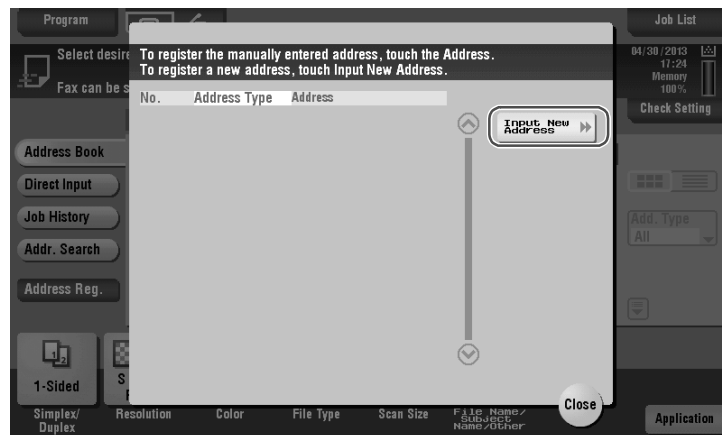 Program
Job List
Select desire
Fax can be s
To register the manually entered address, touch the Address.
To register a new address, touch Input New Address.
04/30/2013
17:24
Memory
100%
Check Setting
No. Address Type Address
Input New
Address
Address Book
Direct Input
Job History
Addr. Search
Address Reg.
Add. Type
All
1-Sided
S
Close
Simplex/
Duplex
Resolution
Color
File Type
Scan Size
File Name/
Subject
Name/Other
Application